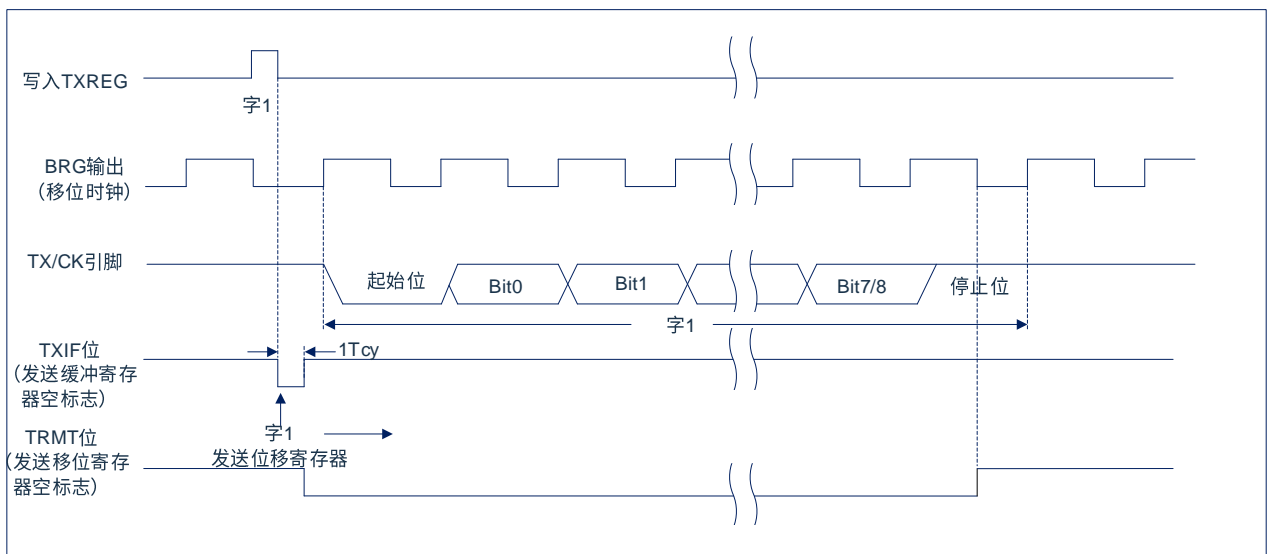 写入TXREG
字1
BRG输出
（移位时钟）
TX/CK引脚
起始位
Bit0
Bit1
Bit7/8
停止位
字1
TXIF位
（发送缓冲寄存
器空标志）
1Tcy
字1
发送位移寄存器
TRMT位
（发送移位寄存
器空标志）